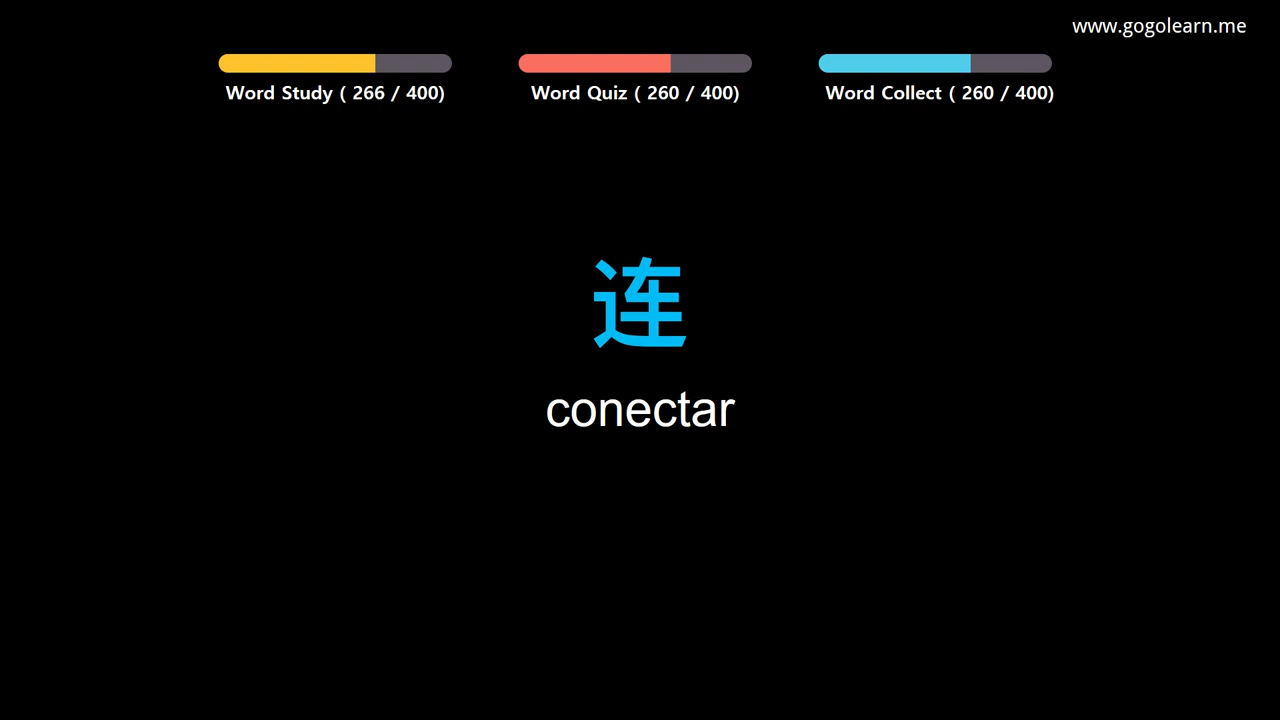 www.gogolearn.me
Word Study ( 266 / 400)
Word Quiz ( 260 / 400)
Word Collect ( 260 / 400)
连
conectar